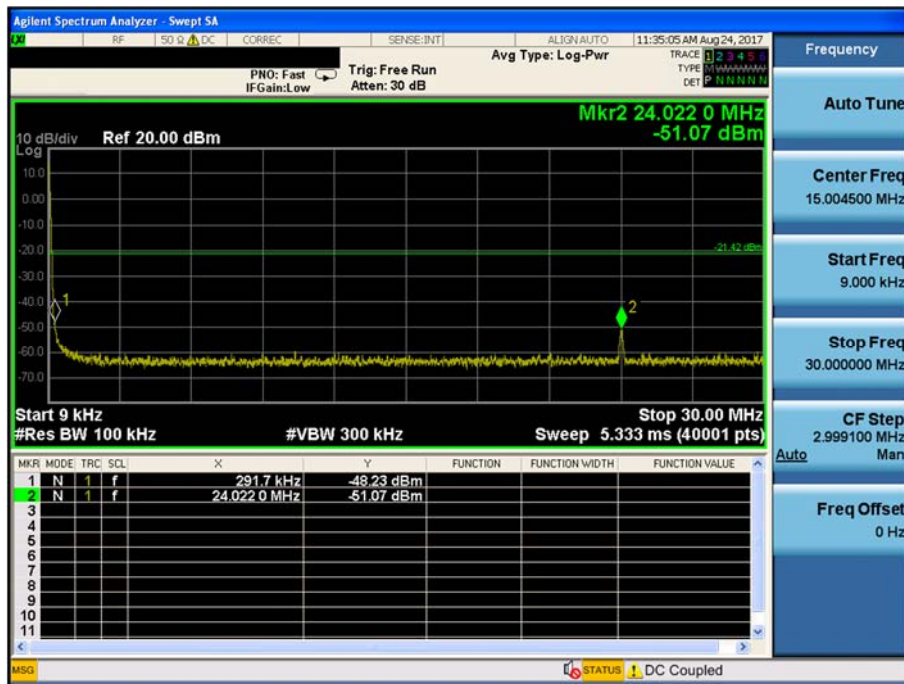 Agilent Spectrum Analyzer - Swept SA
LXI RF 50 Ω DC CORREC SENSE:INT ALIGN AUTO 11:35:05 AM Aug 24, 2017
Frequency
PNO: Fast Trig: Free Run Avg Type: Log-Pwr TRACE 1 2 3 4 5 6
IFGain:Low Atten: 30 dB TYPE M W W W W W
DET P N N N N N
Auto Tune
Mkr2 24.022 0 MHz
-51.07 dBm
10 dB/div Ref 20.00 dBm
Log
10.0
0.00
-10.0
-20.0
-30.0
-40.0
-50.0
-60.0
-70.0
-21.42 dBm
1
2
Start 9 kHz Stop 30.00 MHz
#Res BW 100 kHz #VBW 300 kHz Sweep 5.333 ms (40001 pts)
Center Freq
15.004500 MHz
Start Freq
9.000 kHz
Stop Freq
30.000000 MHz
CF Step
2.999100 MHz
Auto Man
Freq Offset
0 Hz
MKR MODE TRC SCL X Y FUNCTION FUNCTION WIDTH FUNCTION VALUE
1 N 1 f 291.7 kHz -48.23 dBm
2 N 1 f 24.022 0 MHz -51.07 dBm
3
4
5
6
7
8
9
10
11
MSG STATUS DC Coupled